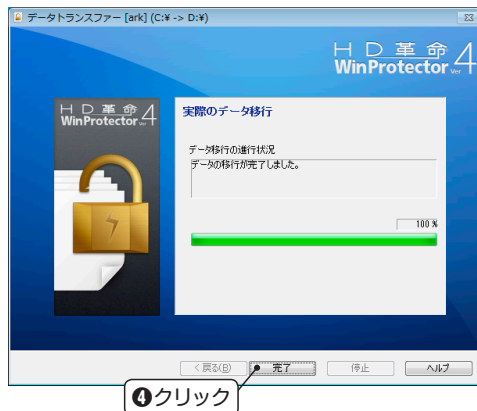 データトランスファー [ark] (C:¥ -> D:¥)
HD革命
WinProtector Ver 4
HD革命
WinProtector Ver 4
実際のデータ移行
データ移行の進行状況
データの移行が完了しました。
100 %
< 戻る(B)
完了
停止
ヘルプ
❹クリック